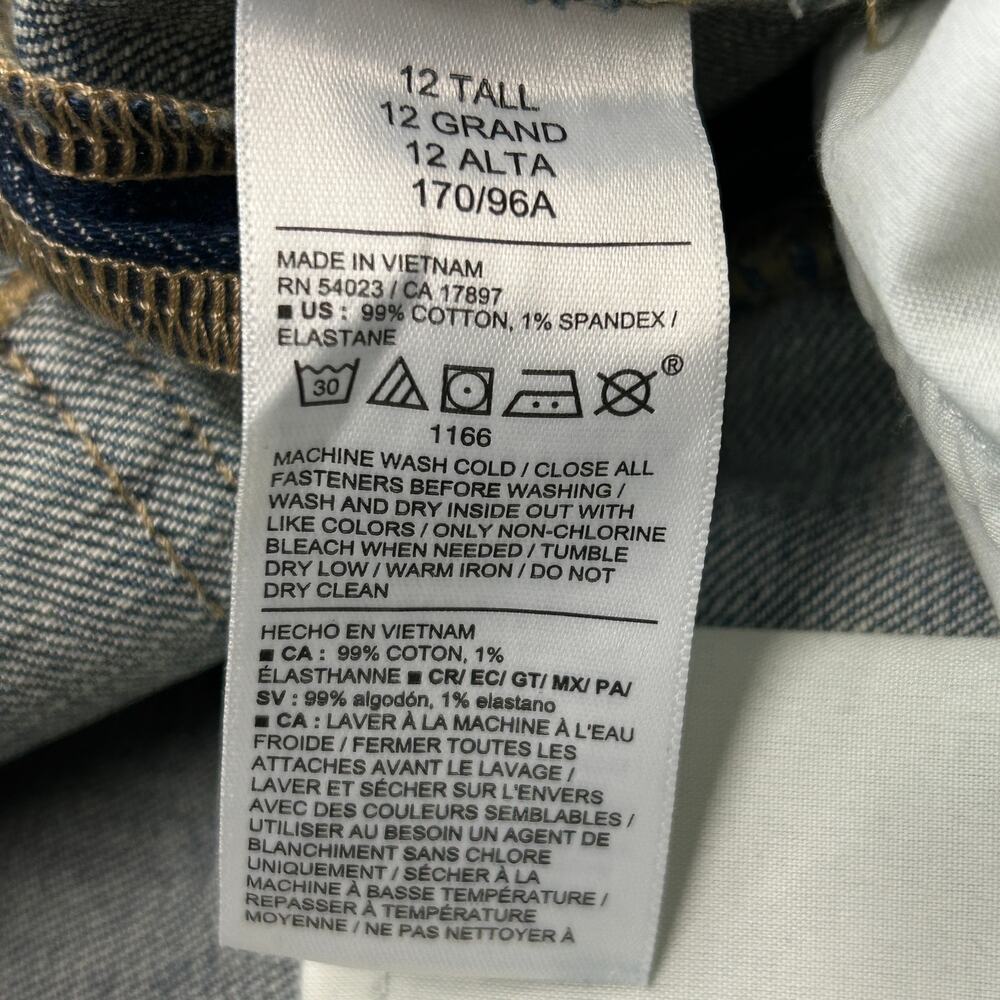 12 TALL
12 GRAND
12 ALTA
170/96A
MADE IN VIETNAM
RN 54023 / CA 17897
■ US : 99% COTTON, 1% SPANDEX /
ELASTANE
30 ®
1166
MACHINE WASH COLD / CLOSE ALL
FASTENERS BEFORE WASHING /
WASH AND DRY INSIDE OUT WITH
LIKE COLORS / ONLY NON-CHLORINE
BLEACH WHEN NEEDED / TUMBLE
DRY LOW / WARM IRON / DO NOT
DRY CLEAN
HECHO EN VIETNAM
■ CA : 99% COTON, 1%
ÉLASTHANNE ■ CR/ EC/ GT/ MX/ PA/
SV : 99% algodón, 1% elastano
■ CA : LAVER À LA MACHINE À L'EAU
FROIDE / FERMER TOUTES LES
ATTACHES AVANT LE LAVAGE /
LAVER ET SÉCHER SUR L'ENVERS
AVEC DES COULEURS SEMBLABLES /
UTILISER AU BESOIN UN AGENT DE
BLANCHIMENT SANS CHLORE
UNIQUEMENT / SÉCHER À LA
MACHINE À BASSE TEMPÉRATURE /
REPASSER À TEMPÉRATURE
MOYENNE / NE PAS NETTOYER À